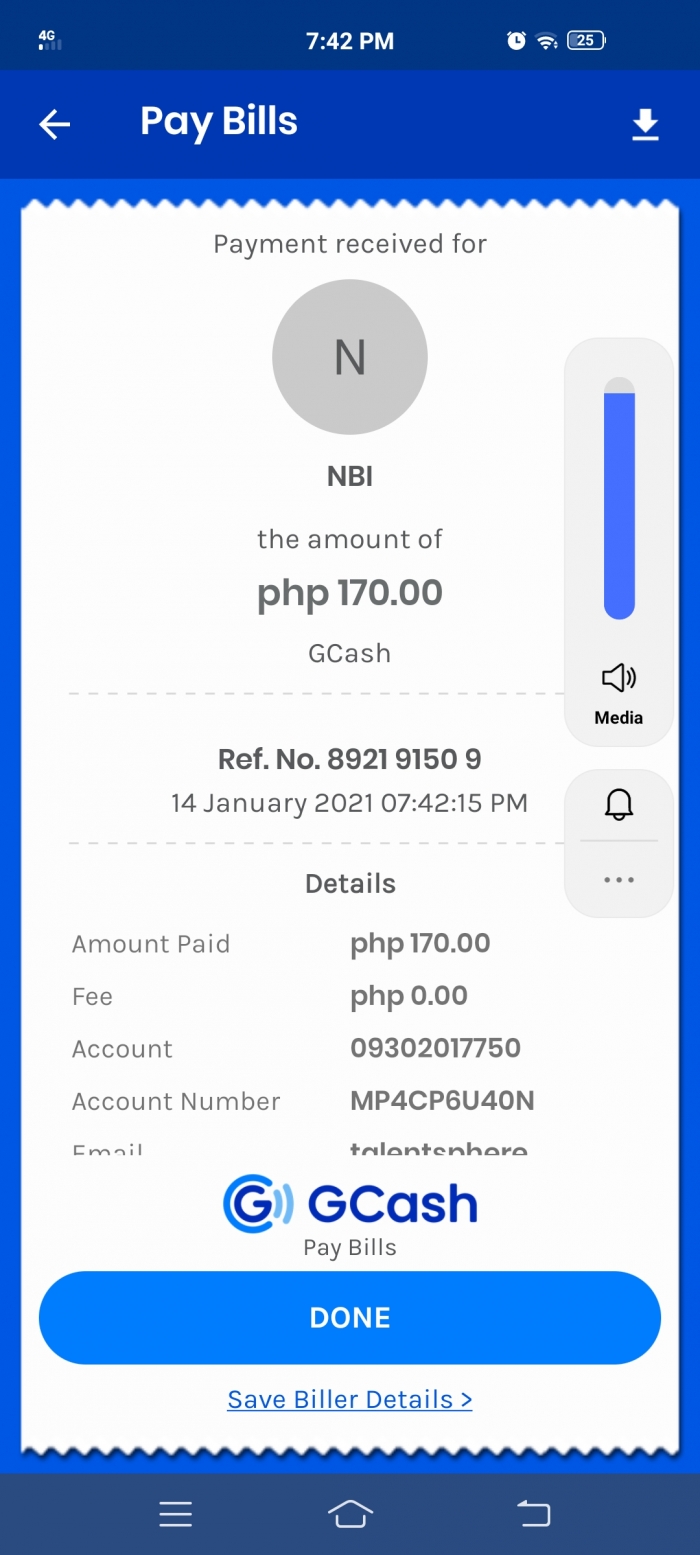 4G 7:42 PM 25
Pay Bills
Payment received for
N
NBI
the amount of
php 170.00
GCash
Media
Ref. No. 8921 9150 9
14 January 2021 07:42:15 PM
Details
Amount Paid php 170.00
Fee php 0.00
Account 09302017750
Account Number MP4CP6U40N
Email talentsphere
GCash
Pay Bills
DONE
Save Biller Details >